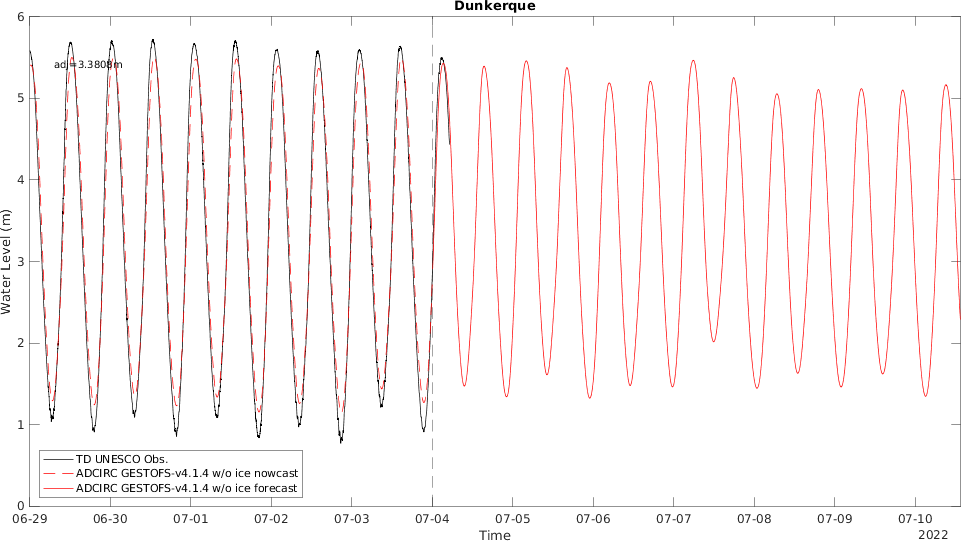 Dunkerque
adj=3.3808m
Water Level (m)
6
5
4
3
2
1
0
TD UNESCO Obs.
ADCIRC GESTOFS-v4.1.4 w/o ice nowcast
ADCIRC GESTOFS-v4.1.4 w/o ice forecast
06-29 06-30 07-01 07-02 07-03 07-04 07-05 07-06 07-07 07-08 07-09 07-10
Time
2022